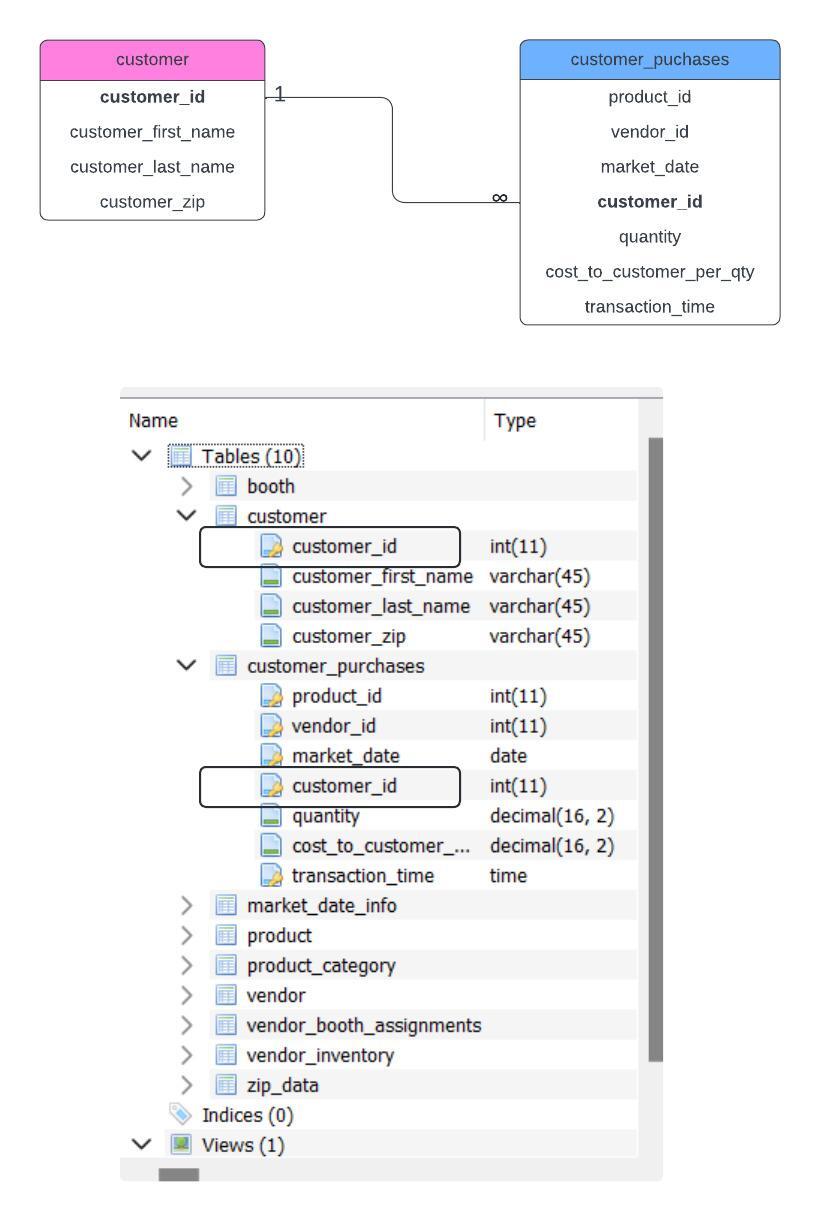 customer
customer_id
customer_first_name
customer_last_name
customer_zip
1
∞
customer_puchases
product_id
vendor_id
market_date
customer_id
quantity
cost_to_customer_per_qty
transaction_time
Name Type
Tables (10)
booth
customer
customer_id int(11)
customer_first_name varchar(45)
customer_last_name varchar(45)
customer_zip varchar(45)
customer_purchases
product_id int(11)
vendor_id int(11)
market_date date
customer_id int(11)
quantity decimal(16, 2)
cost_to_customer_... decimal(16, 2)
transaction_time time
market_date_info
product
product_category
vendor
vendor_booth_assignments
vendor_inventory
zip_data
Indices (0)
Views (1)